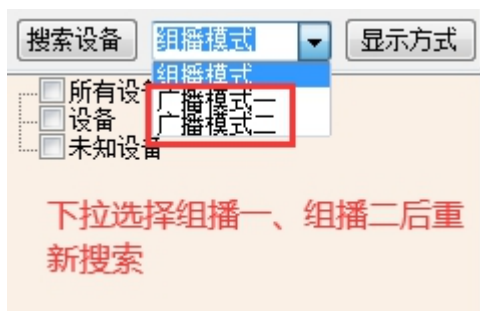 搜索设备 组播模式 显示方式
组播模式
所有设备
广播模式一
设备
广播模式二
未知设备
下拉选择组播一、组播二后重
新搜索